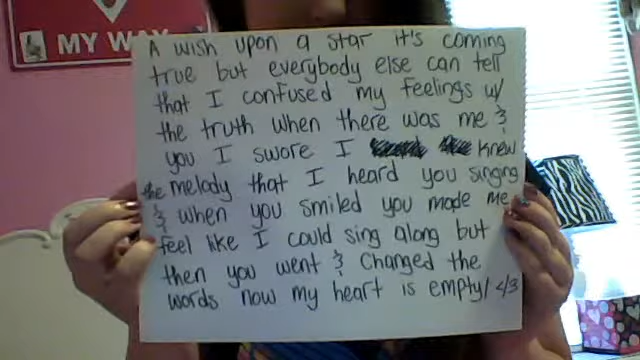 MY WAY
A wish upon a star it's coming
true but everybody else can tell
that I confused my feelings w/
the truth when there was me &
you I swore I knew
the melody that I heard you singing
& when you smiled you made me
feel like I could sing along but
then you went & changed the
words now my heart is empty/ </3